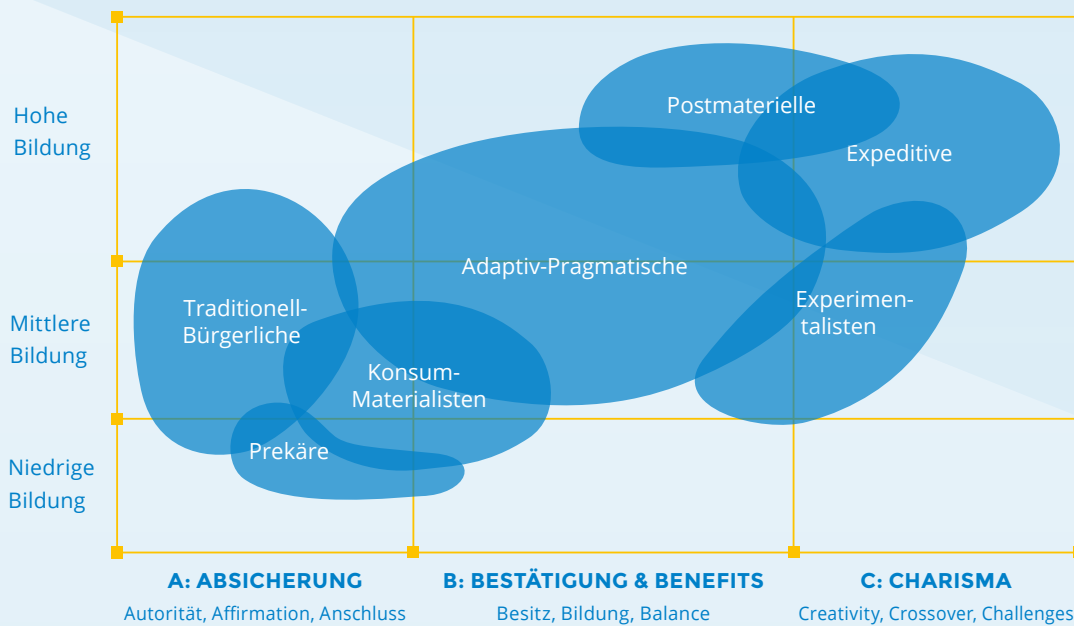 Hohe
Bildung
Postmaterielle
Expeditive
Adaptiv-Pragmatische
Mittlere
Bildung
Traditionell-
Bürgerliche
Experimen-
talisten
Konsum-
Materialisten
Prekäre
Niedrige
Bildung
A: ABSICHERUNG
Autorität, Affirmation, Anschluss
B: BESTÄTIGUNG & BENEFITS
Besitz, Bildung, Balance
C: CHARISMA
Creativity, Crossover, Challenges